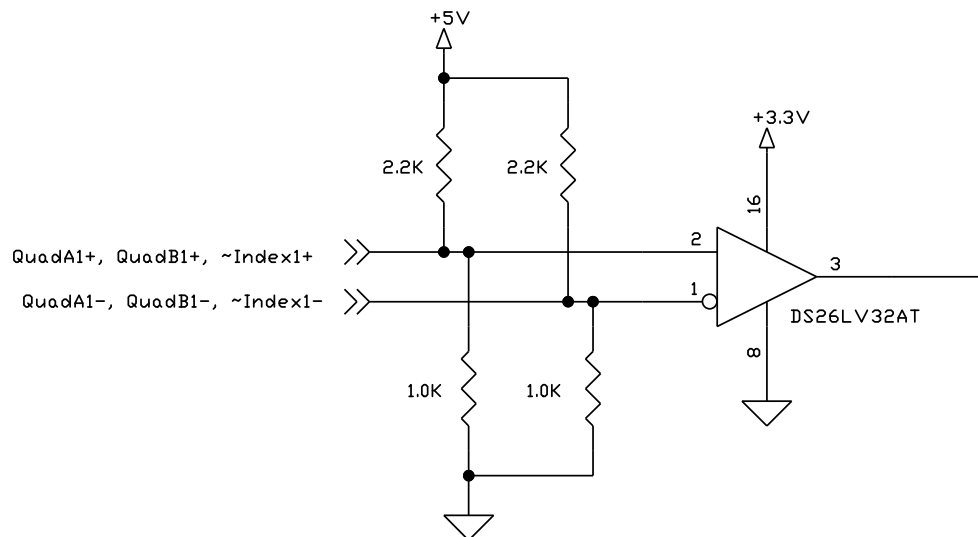 +5V
+3.3V
2.2K 2.2K
16
2
QuadA1+, QuadB1+, ~Index1+
3
1
QuadA1-, QuadB1-, ~Index1-
DS26LV32AT
8
1.0K 1.0K